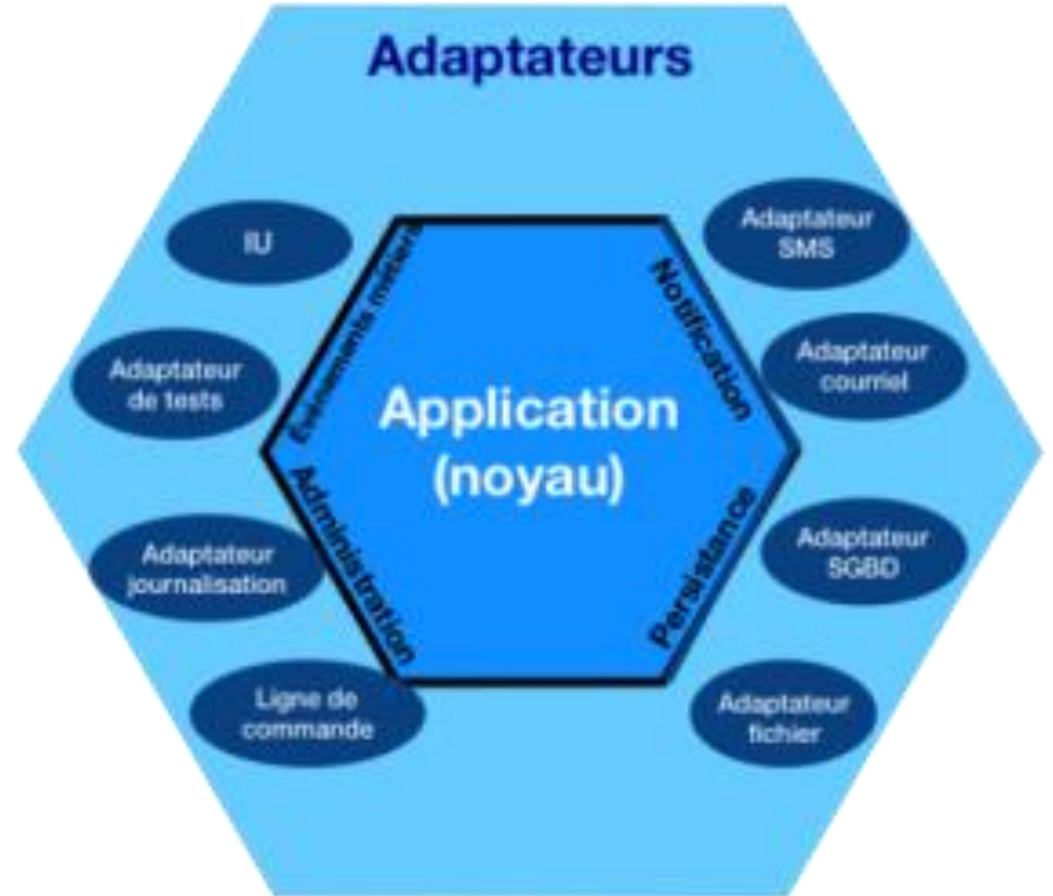 Adaptateurs
IU
Adaptateur
SMS
Événements métiers
Notification
Adaptateur
de tests
Adaptateur
courriel
Application
(noyau)
Administration
Persistance
Adaptateur
journalisation
Adaptateur
SGBD
Ligne de
commande
Adaptateur
fichier